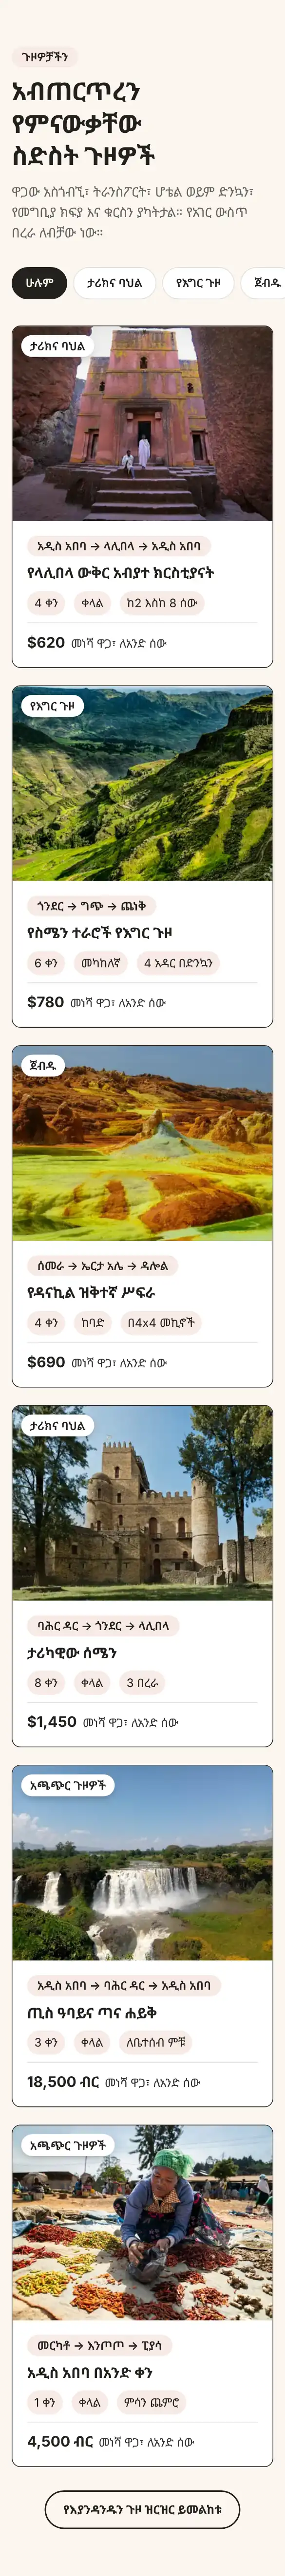 ጉዞዎቻችን
አብጠርጥረን
የምናውቃቸው
ስድስት ጉዞዎች
ዋጋው አስጎብኚ፣ ትራንስፖርት፣ ሆቴል ወይም ድንኳን፣
የመግቢያ ክፍያ እና ቁርስን ያካትታል። የአገር ውስጥ
በረራ ለብቻው ነው።
ሁሉም
ታሪክና ባህል
የእግር ጉዞ
ጀብዱ
ታሪክና ባህል
አዲስ አበባ → ላሊበላ → አዲስ አበባ
የላሊበላ ውቅር አብያተ ክርስቲያናት
4 ቀን
ቀላል
ከ2 እስከ 8 ሰው
$620 መነሻ ዋጋ፣ ለአንድ ሰው
የእግር ጉዞ
ጎንደር → ግጭ → ጨነቅ
የስሜን ተራሮች የእግር ጉዞ
6 ቀን
መካከለኛ
4 አዳር በድንኳን
$780 መነሻ ዋጋ፣ ለአንድ ሰው
ጀብዱ
ሰመራ → ኤርታ አሌ → ዳሎል
የዳናኪል ዝቅተኛ ሥፍራ
4 ቀን
ከባድ
በ4x4 መኪኖች
$690 መነሻ ዋጋ፣ ለአንድ ሰው
ታሪክና ባህል
ባሕር ዳር → ጎንደር → ላሊበላ
ታሪካዊው ሰሜን
8 ቀን
ቀላል
3 በረራ
$1,450 መነሻ ዋጋ፣ ለአንድ ሰው
አጫጭር ጉዞዎች
አዲስ አበባ → ባሕር ዳር → አዲስ አበባ
ጢስ ዓባይና ጣና ሐይቅ
3 ቀን
ቀላል
ለቤተሰብ ምቹ
18,500 ብር መነሻ ዋጋ፣ ለአንድ ሰው
አጫጭር ጉዞዎች
መርካቶ → እንጦጦ → ፒያሳ
አዲስ አበባ በአንድ ቀን
1 ቀን
ቀላል
ምሳን ጨምሮ
4,500 ብር መነሻ ዋጋ፣ ለአንድ ሰው
የእያንዳንዱን ጉዞ ዝርዝር ይመልከቱ